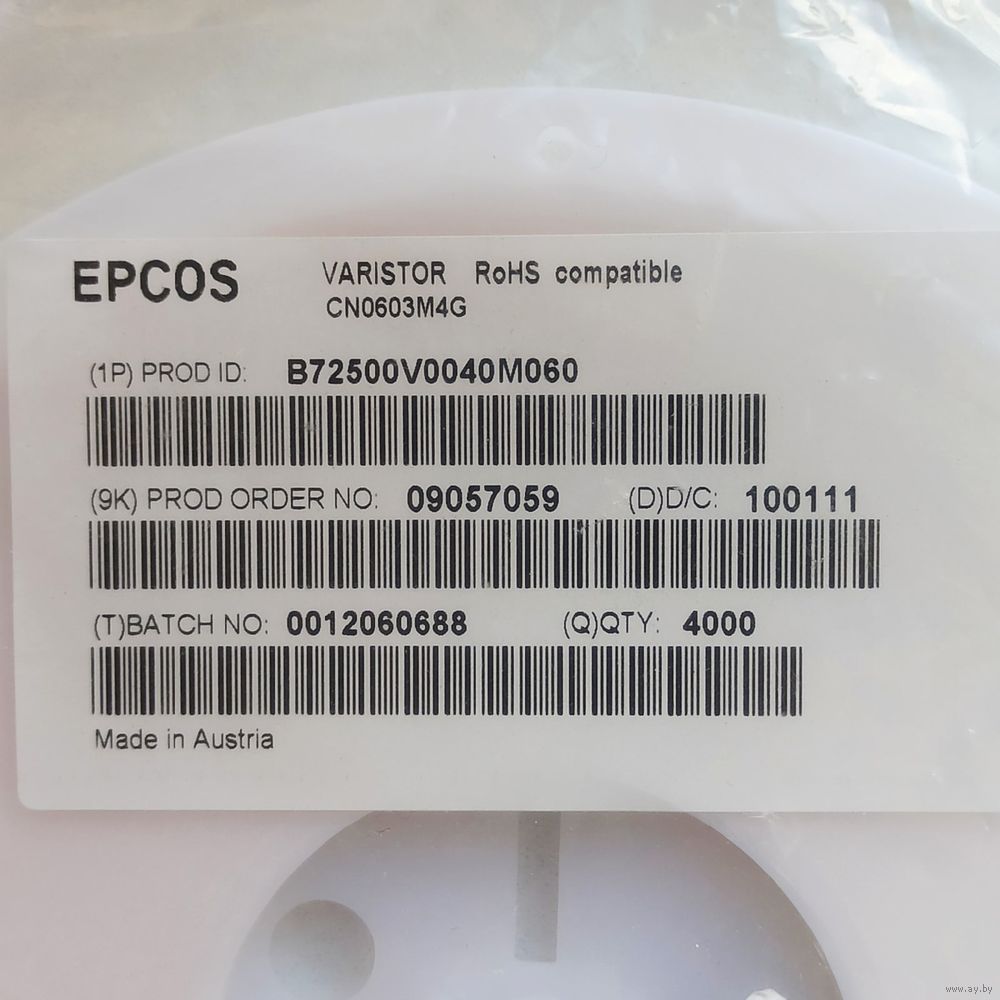 EPCOS VARISTOR RoHS compatible
CN0603M4G
(1P) PROD ID: B72500V0040M060
(9K) PROD ORDER NO: 09057059 (D)D/C: 100111
(T)BATCH NO: 0012060688 (Q)QTY: 4000
Made in Austria
www.ay.by